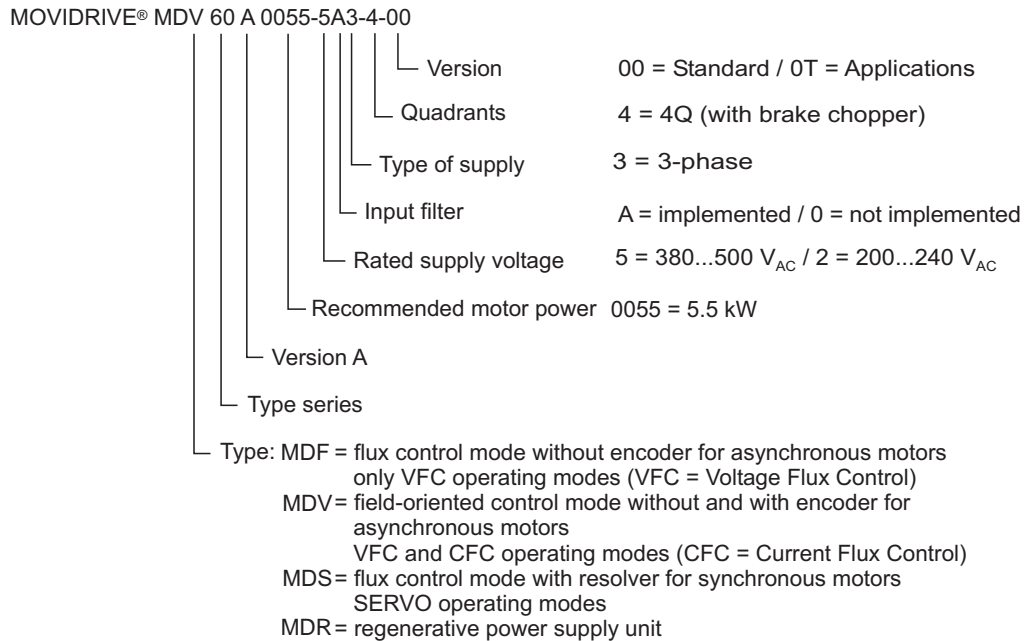 MOVIDRIVE® MDV 60 A 0055-5A3-4-00
Version 00 = Standard / 0T = Applications
Quadrants 4 = 4Q (with brake chopper)
Type of supply 3 = 3-phase
Input filter A = implemented / 0 = not implemented
Rated supply voltage 5 = 380...500 VAC / 2 = 200...240 VAC
Recommended motor power 0055 = 5.5 kW
Version A
Type series
Type: MDF = flux control mode without encoder for asynchronous motors
only VFC operating modes (VFC = Voltage Flux Control)
MDV = field-oriented control mode without and with encoder for
asynchronous motors
VFC and CFC operating modes (CFC = Current Flux Control)
MDS = flux control mode with resolver for synchronous motors
SERVO operating modes
MDR = regenerative power supply unit